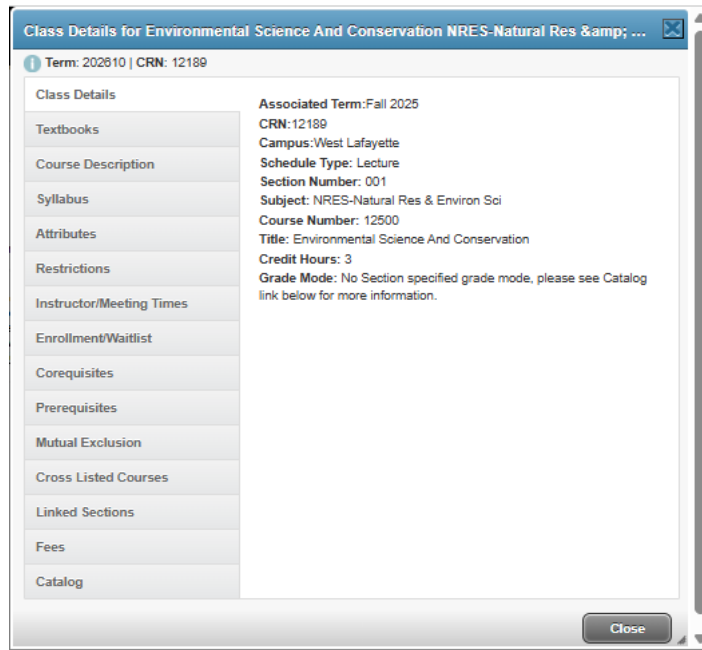 Class Details for Environmental Science And Conservation NRES-Natural Res &amp; ...
Term: 202610 | CRN: 12189
Class Details
Textbooks
Course Description
Syllabus
Attributes
Restrictions
Instructor/Meeting Times
Enrollment/Waitlist
Corequisites
Prerequisites
Mutual Exclusion
Cross Listed Courses
Linked Sections
Fees
Catalog
Associated Term:Fall 2025
CRN:12189
Campus:West Lafayette
Schedule Type: Lecture
Section Number: 001
Subject: NRES-Natural Res & Environ Sci
Course Number: 12500
Title: Environmental Science And Conservation
Credit Hours: 3
Grade Mode: No Section specified grade mode, please see Catalog
link below for more information.
Close